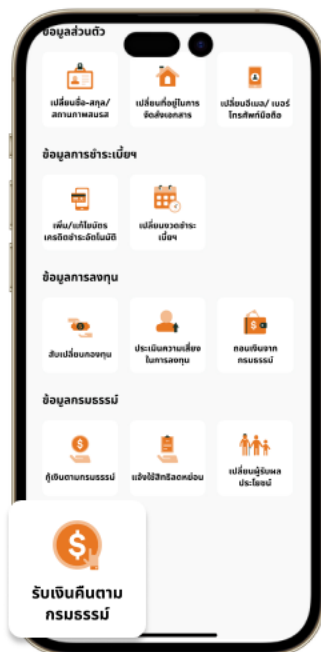 ข้อมูลส่วนตัว
เปลี่ยนชื่อ-สกุล/
สถานภาพสมรส
เปลี่ยนที่อยู่ในการ
จัดส่งเอกสาร
เปลี่ยนอีเมล/ เบอร์
โทรศัพท์มือถือ
ข้อมูลการชำระเบี้ยฯ
เพิ่ม/แก้ไขบัตร
เครดิตชำระอัตโนมัติ
เปลี่ยนงวดชำระ
เบี้ยฯ
ข้อมูลการลงทุน
สับเปลี่ยนกองทุน
ประเมินความเสี่ยง
ในการลงทุน
ถอนเงินจาก
กรมธรรม์
ข้อมูลกรมธรรม์
กู้เงินตามกรมธรรม์
แจ้งใช้สิทธิลดหย่อน
เปลี่ยนผู้รับผล
ประโยชน์
รับเงินคืนตาม
กรมธรรม์